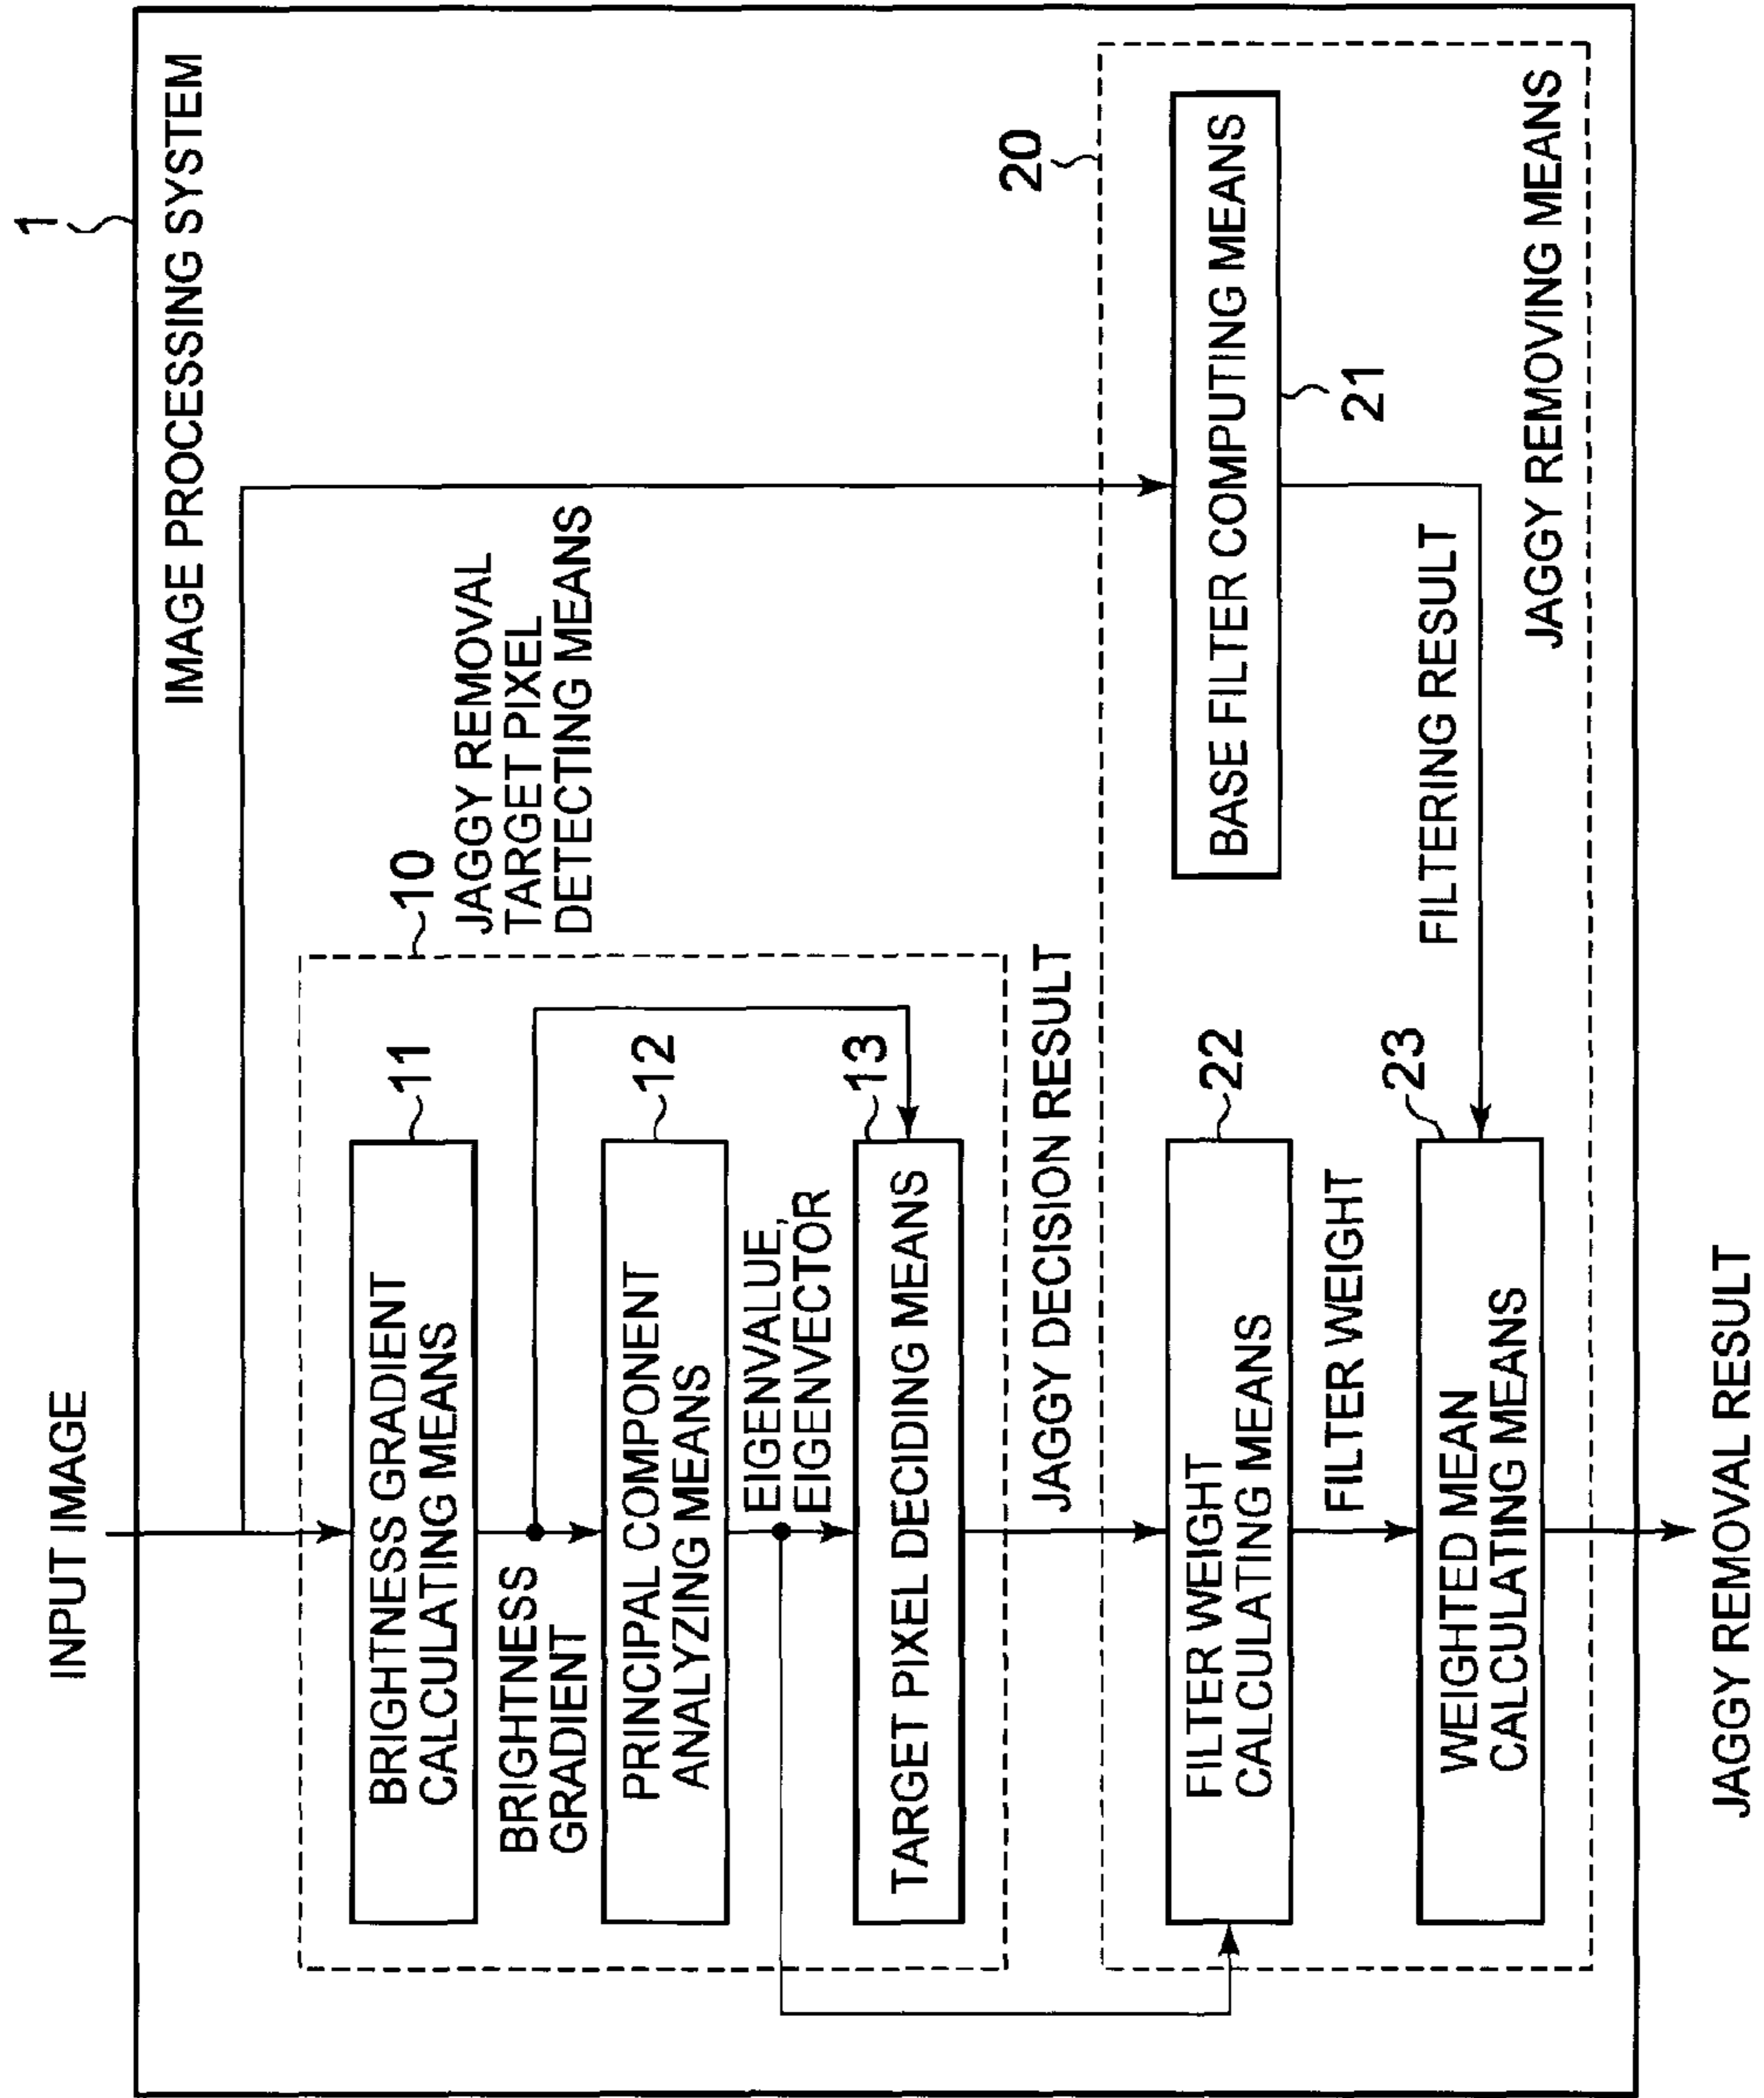 INPUT IMAGE
1
IMAGE PROCESSING SYSTEM
10
JAGGY REMOVAL
TARGET PIXEL
DETECTING MEANS
11
BRIGHTNESS GRADIENT
CALCULATING MEANS
BRIGHTNESS
GRADIENT
12
PRINCIPAL COMPONENT
ANALYZING MEANS
EIGENVALUE,
EIGENVECTOR
13
TARGET PIXEL DECIDING MEANS
JAGGY DECISION RESULT
20
BASE FILTER COMPUTING MEANS
21
22
FILTER WEIGHT
CALCULATING MEANS
FILTER WEIGHT
FILTERING RESULT
23
WEIGHTED MEAN
CALCULATING MEANS
JAGGY REMOVING MEANS
JAGGY REMOVAL RESULT